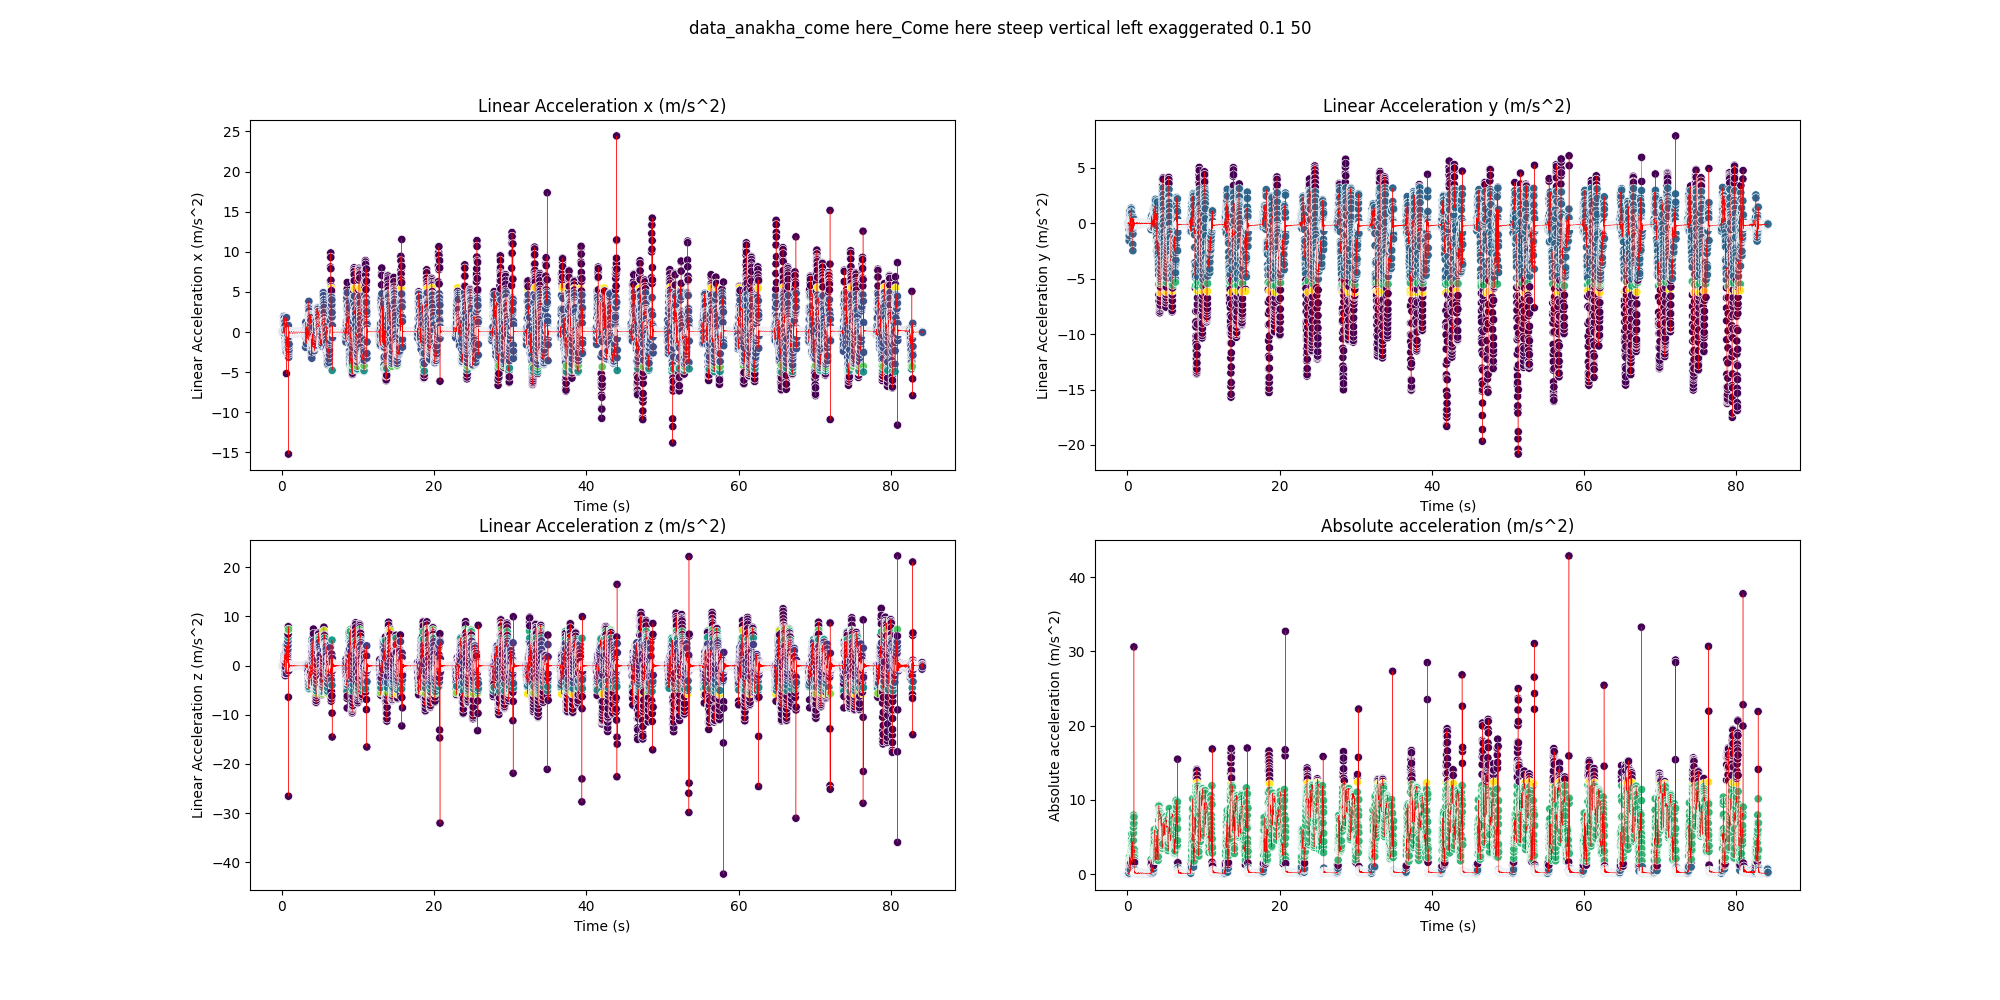 data_anakha_come here_Come here steep vertical left exaggerated 0.1 50
Linear Acceleration x (m/s^2)
Linear Acceleration x (m/s^2)
25
20
15
10
5
0
−5
−10
−15
0 20 40 60 80
Time (s)
Linear Acceleration y (m/s^2)
Linear Acceleration y (m/s^2)
5
0
−5
−10
−15
−20
0 20 40 60 80
Time (s)
Linear Acceleration z (m/s^2)
Linear Acceleration z (m/s^2)
20
10
0
−10
−20
−30
−40
0 20 40 60 80
Time (s)
Absolute acceleration (m/s^2)
Absolute acceleration (m/s^2)
40
30
20
10
0
0 20 40 60 80
Time (s)